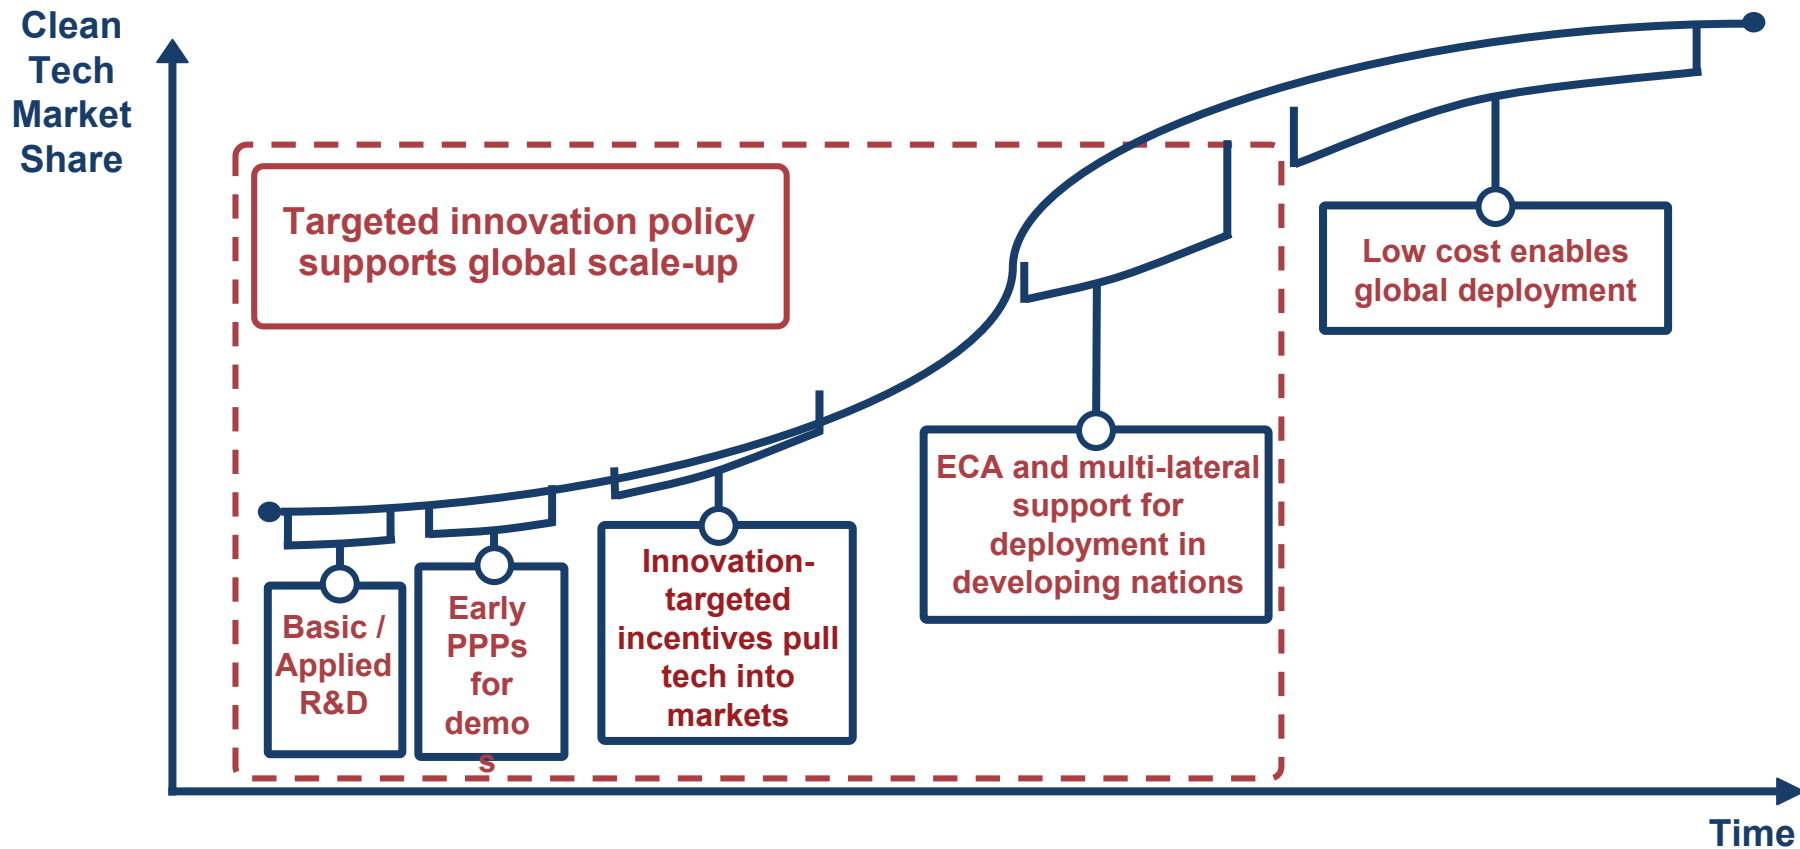 Clean
Tech
Market
Share
Targeted innovation policy
supports global scale-up
Low cost enables
global deployment
ECA and multi-lateral
support for
deployment in
developing nations
Innovation-
targeted
incentives pull
tech into
markets
Early
PPPs
for
demo
s
Basic /
Applied
R&D
Time